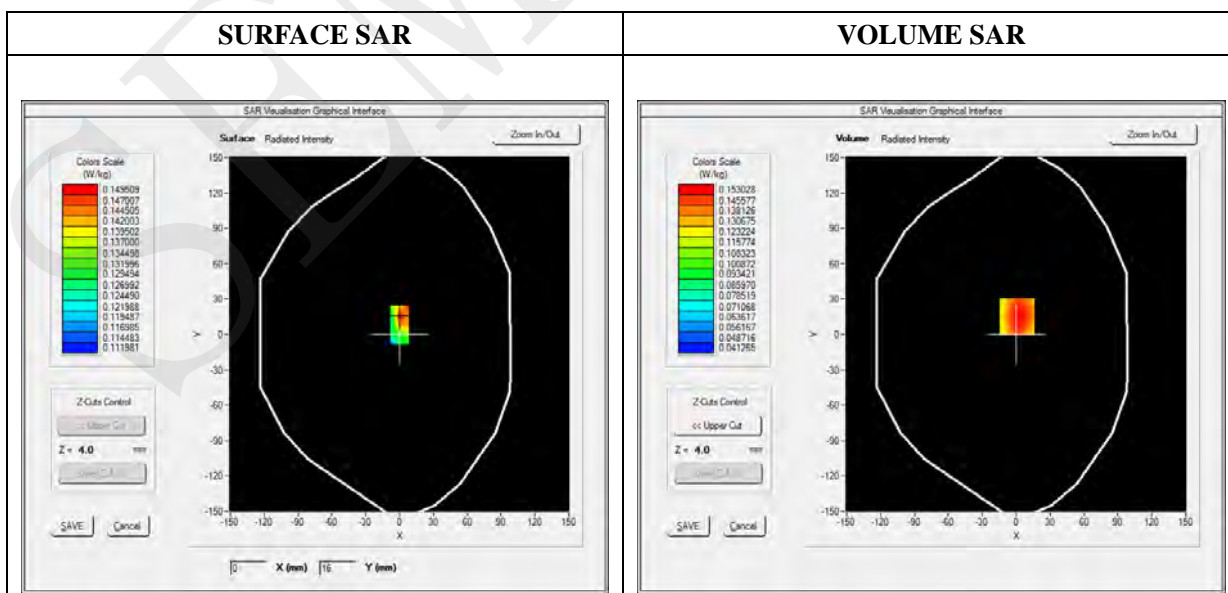 SURFACE SAR
VOLUME SAR
SAR Visualisation Graphical Interface
Surface Radiated Intensity
Zoom In/Out
Colors Scale
(W/kg)
0.149509
0.147007
0.144505
0.142003
0.139502
0.137000
0.134498
0.131996
0.129494
0.126992
0.124490
0.121988
0.119487
0.116985
0.114483
0.111981
Z-Cuts Control
<< Upper Cut
Z = 4.0 mm
SAVE Cancel
150
120
90
60
30
0
-30
-60
-90
-120
-150
Y
-150 -120 -90 -60 -30 0 30 60 90 120 150
X
0 X (mm) 16 Y (mm)
SAR Visualisation Graphical Interface
Volume Radiated Intensity
Zoom In/Out
Colors Scale
(W/kg)
0.153028
0.145577
0.138126
0.130675
0.123224
0.115774
0.108323
0.100872
0.093421
0.085970
0.078519
0.071068
0.063617
0.056167
0.048716
0.041265
Z-Cuts Control
<< Upper Cut
Z = 4.0 mm
SAVE Cancel
150
120
90
60
30
0
-30
-60
-90
-120
-150
Y
-150 -120 -90 -60 -30 0 30 60 90 120 150
X